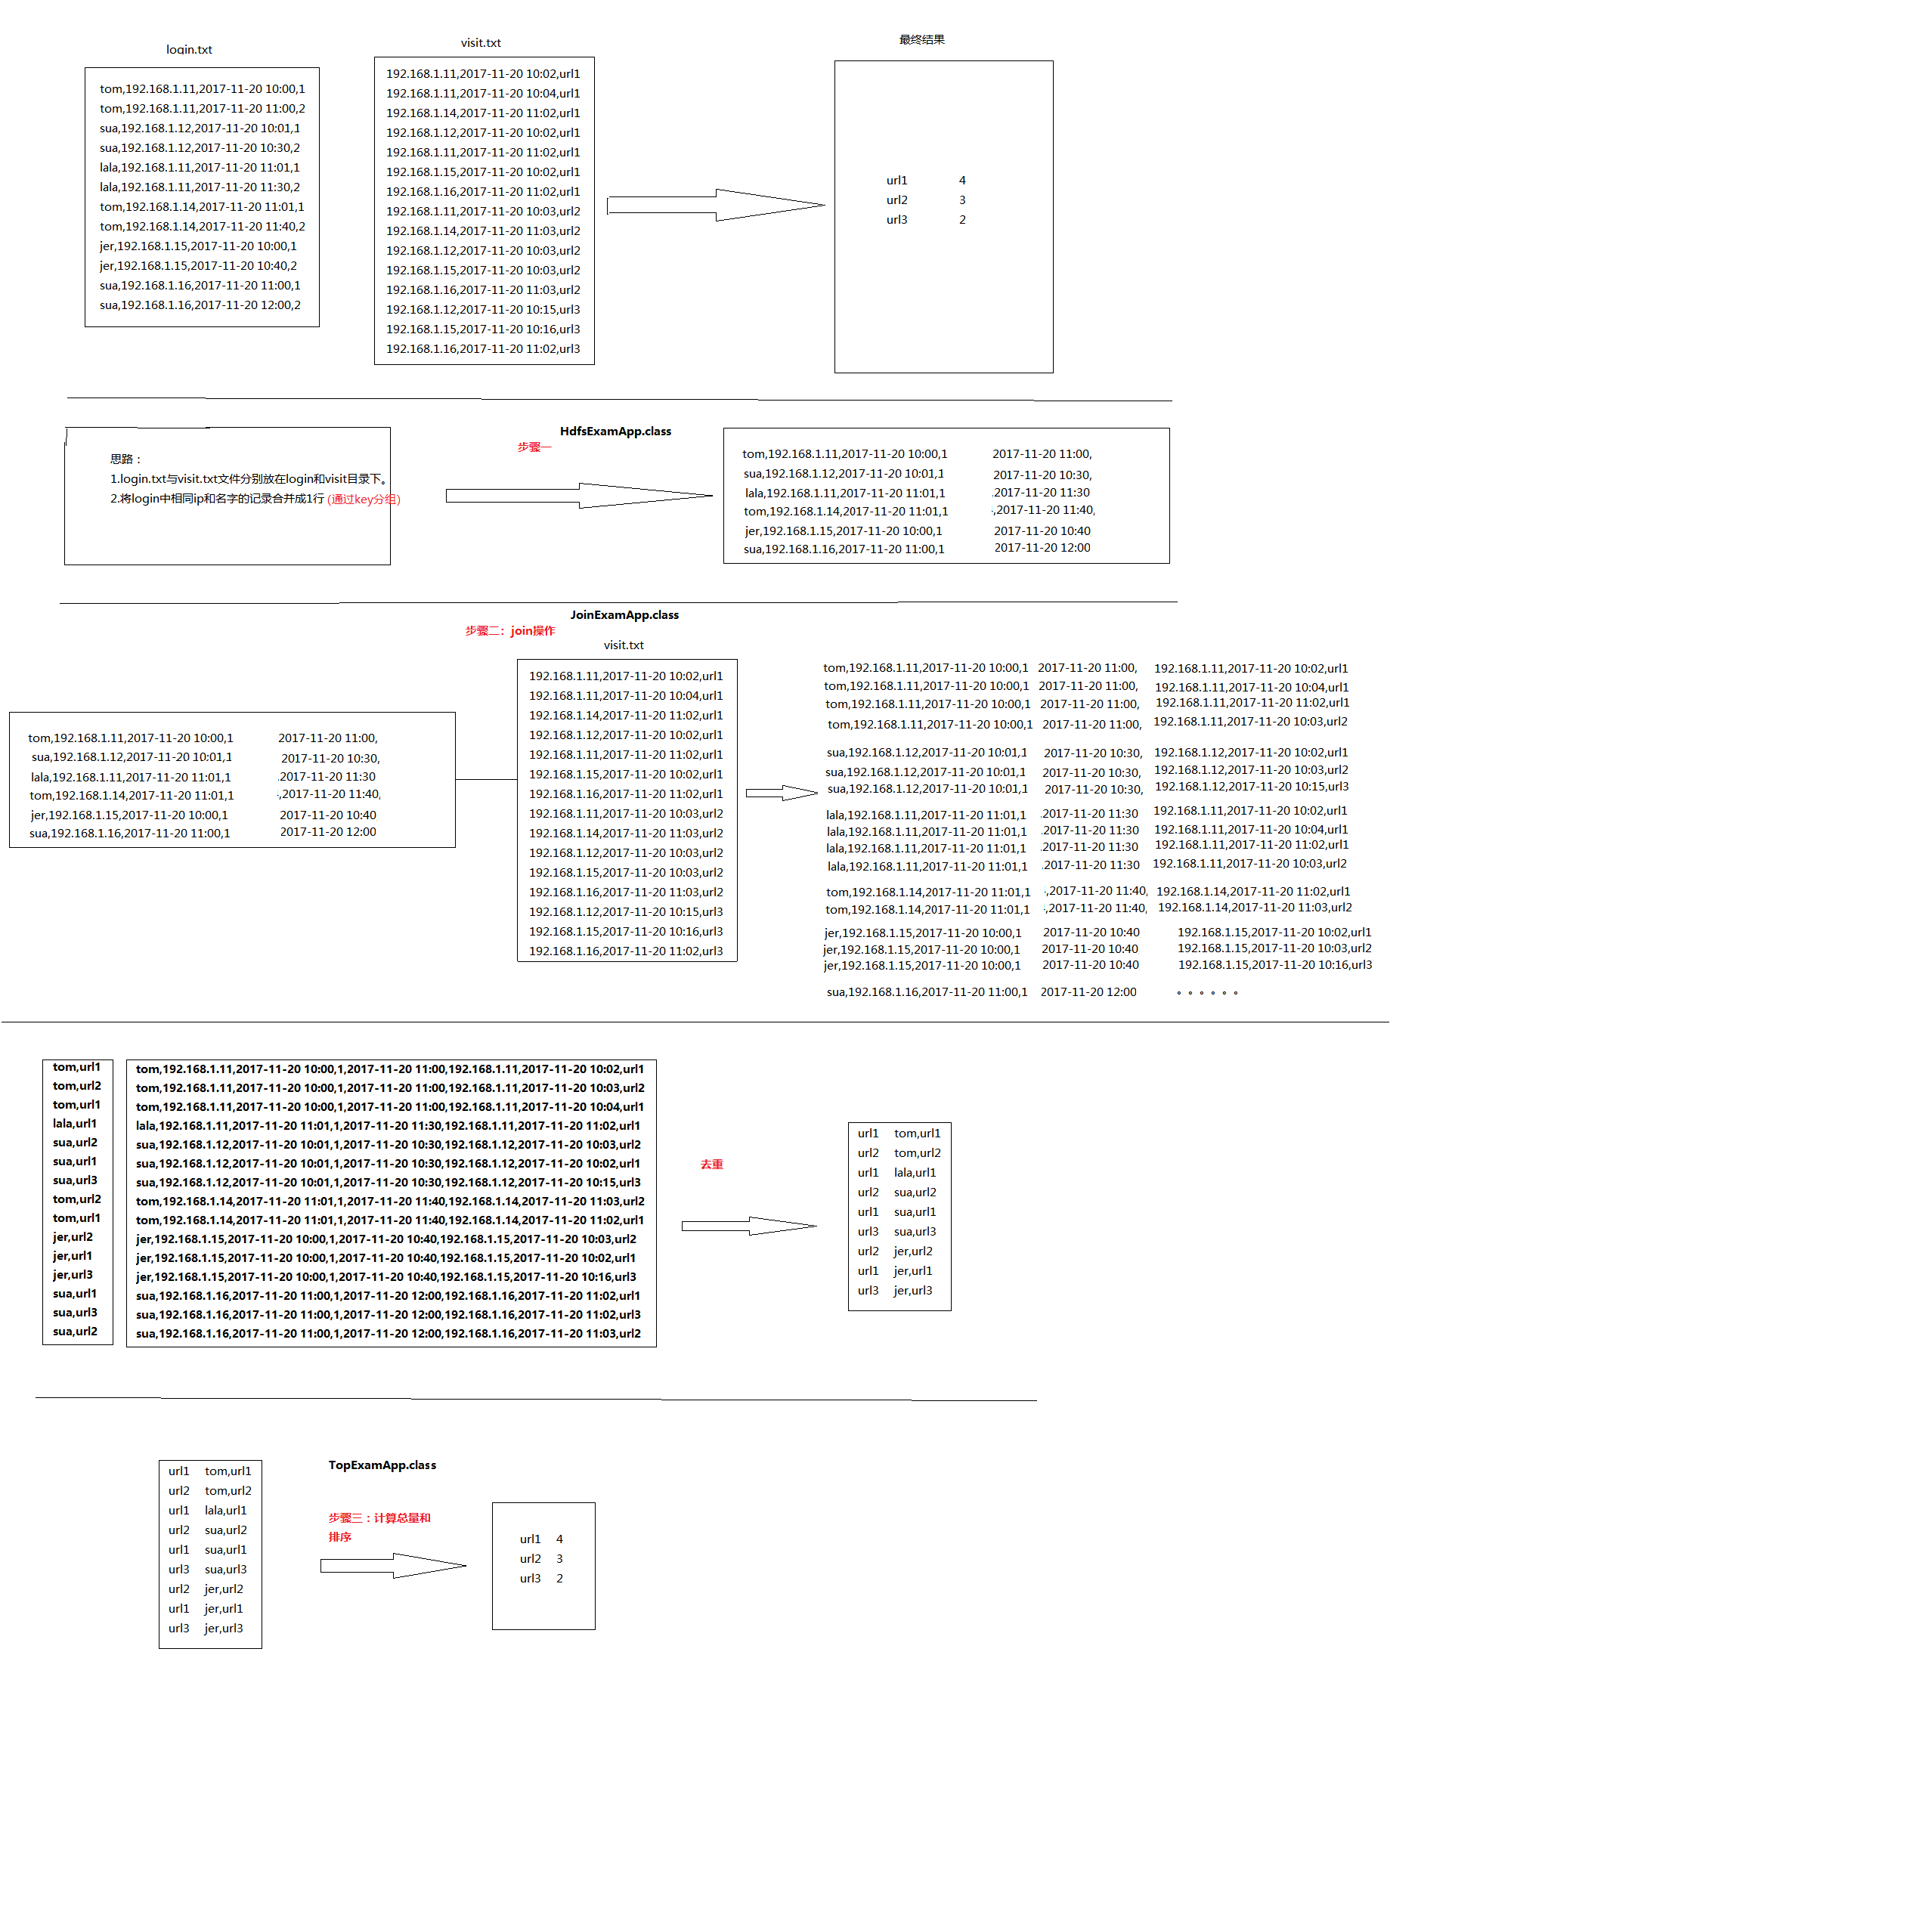 login.txt
tom,192.168.1.11,2017-11-20 10:00,1
tom,192.168.1.11,2017-11-20 11:00,2
sua,192.168.1.12,2017-11-20 10:01,1
sua,192.168.1.12,2017-11-20 10:30,2
lala,192.168.1.11,2017-11-20 11:01,1
lala,192.168.1.11,2017-11-20 11:30,2
tom,192.168.1.14,2017-11-20 11:01,1
tom,192.168.1.14,2017-11-20 11:40,2
jer,192.168.1.15,2017-11-20 10:00,1
jer,192.168.1.15,2017-11-20 10:40,2
sua,192.168.1.16,2017-11-20 11:00,1
sua,192.168.1.16,2017-11-20 12:00,2
visit.txt
192.168.1.11,2017-11-20 10:02,url1
192.168.1.11,2017-11-20 10:04,url1
192.168.1.14,2017-11-20 11:02,url1
192.168.1.12,2017-11-20 10:02,url1
192.168.1.11,2017-11-20 11:02,url1
192.168.1.15,2017-11-20 10:02,url1
192.168.1.16,2017-11-20 11:02,url1
192.168.1.11,2017-11-20 10:03,url2
192.168.1.14,2017-11-20 11:03,url2
192.168.1.12,2017-11-20 10:03,url2
192.168.1.15,2017-11-20 10:03,url2
192.168.1.16,2017-11-20 11:03,url2
192.168.1.12,2017-11-20 10:15,url3
192.168.1.15,2017-11-20 10:16,url3
192.168.1.16,2017-11-20 11:02,url3
最终结果
url1 4
url2 3
url3 2
思路：
1.login.txt与visit.txt文件分别放在login和visit目录下。
2.将login中相同ip和名字的记录合并成1行 (通过key分组)
HdfsExamApp.class
步骤一
tom,192.168.1.11,2017-11-20 10:00,1 2017-11-20 11:00,
sua,192.168.1.12,2017-11-20 10:01,1 2017-11-20 10:30,
lala,192.168.1.11,2017-11-20 11:01,1 ,2017-11-20 11:30
tom,192.168.1.14,2017-11-20 11:01,1 ,2017-11-20 11:40,
jer,192.168.1.15,2017-11-20 10:00,1 2017-11-20 10:40
sua,192.168.1.16,2017-11-20 11:00,1 2017-11-20 12:00
JoinExamApp.class
步骤二：join操作
tom,192.168.1.11,2017-11-20 10:00,1 2017-11-20 11:00,
sua,192.168.1.12,2017-11-20 10:01,1 2017-11-20 10:30,
lala,192.168.1.11,2017-11-20 11:01,1 ,2017-11-20 11:30
tom,192.168.1.14,2017-11-20 11:01,1 ,2017-11-20 11:40,
jer,192.168.1.15,2017-11-20 10:00,1 2017-11-20 10:40
sua,192.168.1.16,2017-11-20 11:00,1 2017-11-20 12:00
visit.txt
192.168.1.11,2017-11-20 10:02,url1
192.168.1.11,2017-11-20 10:04,url1
192.168.1.14,2017-11-20 11:02,url1
192.168.1.12,2017-11-20 10:02,url1
192.168.1.11,2017-11-20 11:02,url1
192.168.1.15,2017-11-20 10:02,url1
192.168.1.16,2017-11-20 11:02,url1
192.168.1.11,2017-11-20 10:03,url2
192.168.1.14,2017-11-20 11:03,url2
192.168.1.12,2017-11-20 10:03,url2
192.168.1.15,2017-11-20 10:03,url2
192.168.1.16,2017-11-20 11:03,url2
192.168.1.12,2017-11-20 10:15,url3
192.168.1.15,2017-11-20 10:16,url3
192.168.1.16,2017-11-20 11:02,url3
tom,192.168.1.11,2017-11-20 10:00,1 2017-11-20 11:00, 192.168.1.11,2017-11-20 10:02,url1
tom,192.168.1.11,2017-11-20 10:00,1 2017-11-20 11:00, 192.168.1.11,2017-11-20 10:04,url1
tom,192.168.1.11,2017-11-20 10:00,1 2017-11-20 11:00, 192.168.1.11,2017-11-20 11:02,url1
tom,192.168.1.11,2017-11-20 10:00,1 2017-11-20 11:00, 192.168.1.11,2017-11-20 10:03,url2
sua,192.168.1.12,2017-11-20 10:01,1 2017-11-20 10:30, 192.168.1.12,2017-11-20 10:02,url1
sua,192.168.1.12,2017-11-20 10:01,1 2017-11-20 10:30, 192.168.1.12,2017-11-20 10:03,url2
sua,192.168.1.12,2017-11-20 10:01,1 2017-11-20 10:30, 192.168.1.12,2017-11-20 10:15,url3
lala,192.168.1.11,2017-11-20 11:01,1 ,2017-11-20 11:30 192.168.1.11,2017-11-20 10:02,url1
lala,192.168.1.11,2017-11-20 11:01,1 ,2017-11-20 11:30 192.168.1.11,2017-11-20 10:04,url1
lala,192.168.1.11,2017-11-20 11:01,1 ,2017-11-20 11:30 192.168.1.11,2017-11-20 11:02,url1
lala,192.168.1.11,2017-11-20 11:01,1 ,2017-11-20 11:30 192.168.1.11,2017-11-20 10:03,url2
tom,192.168.1.14,2017-11-20 11:01,1 ,2017-11-20 11:40, 192.168.1.14,2017-11-20 11:02,url1
tom,192.168.1.14,2017-11-20 11:01,1 ,2017-11-20 11:40, 192.168.1.14,2017-11-20 11:03,url2
jer,192.168.1.15,2017-11-20 10:00,1 2017-11-20 10:40 192.168.1.15,2017-11-20 10:02,url1
jer,192.168.1.15,2017-11-20 10:00,1 2017-11-20 10:40 192.168.1.15,2017-11-20 10:03,url2
jer,192.168.1.15,2017-11-20 10:00,1 2017-11-20 10:40 192.168.1.15,2017-11-20 10:16,url3
sua,192.168.1.16,2017-11-20 11:00,1 2017-11-20 12:00 。。。。。。
tom,url1 tom,192.168.1.11,2017-11-20 10:00,1,2017-11-20 11:00,192.168.1.11,2017-11-20 10:02,url1
tom,url2 tom,192.168.1.11,2017-11-20 10:00,1,2017-11-20 11:00,192.168.1.11,2017-11-20 10:03,url2
tom,url1 tom,192.168.1.11,2017-11-20 10:00,1,2017-11-20 11:00,192.168.1.11,2017-11-20 10:04,url1
lala,url1 lala,192.168.1.11,2017-11-20 11:01,1,2017-11-20 11:30,192.168.1.11,2017-11-20 11:02,url1
sua,url2 sua,192.168.1.12,2017-11-20 10:01,1,2017-11-20 10:30,192.168.1.12,2017-11-20 10:03,url2
sua,url1 sua,192.168.1.12,2017-11-20 10:01,1,2017-11-20 10:30,192.168.1.12,2017-11-20 10:02,url1
sua,url3 sua,192.168.1.12,2017-11-20 10:01,1,2017-11-20 10:30,192.168.1.12,2017-11-20 10:15,url3
tom,url2 tom,192.168.1.14,2017-11-20 11:01,1,2017-11-20 11:40,192.168.1.14,2017-11-20 11:03,url2
tom,url1 tom,192.168.1.14,2017-11-20 11:01,1,2017-11-20 11:40,192.168.1.14,2017-11-20 11:02,url1
jer,url2 jer,192.168.1.15,2017-11-20 10:00,1,2017-11-20 10:40,192.168.1.15,2017-11-20 10:03,url2
jer,url1 jer,192.168.1.15,2017-11-20 10:00,1,2017-11-20 10:40,192.168.1.15,2017-11-20 10:02,url1
jer,url3 jer,192.168.1.15,2017-11-20 10:00,1,2017-11-20 10:40,192.168.1.15,2017-11-20 10:16,url3
sua,url1 sua,192.168.1.16,2017-11-20 11:00,1,2017-11-20 12:00,192.168.1.16,2017-11-20 11:02,url1
sua,url3 sua,192.168.1.16,2017-11-20 11:00,1,2017-11-20 12:00,192.168.1.16,2017-11-20 11:02,url3
sua,url2 sua,192.168.1.16,2017-11-20 11:00,1,2017-11-20 12:00,192.168.1.16,2017-11-20 11:03,url2
去重
url1 tom,url1
url2 tom,url2
url1 lala,url1
url2 sua,url2
url1 sua,url1
url3 sua,url3
url2 jer,url2
url1 jer,url1
url3 jer,url3
url1 tom,url1
url2 tom,url2
url1 lala,url1
url2 sua,url2
url1 sua,url1
url3 sua,url3
url2 jer,url2
url1 jer,url1
url3 jer,url3
TopExamApp.class
步骤三：计算总量和
排序
url1 4
url2 3
url3 2